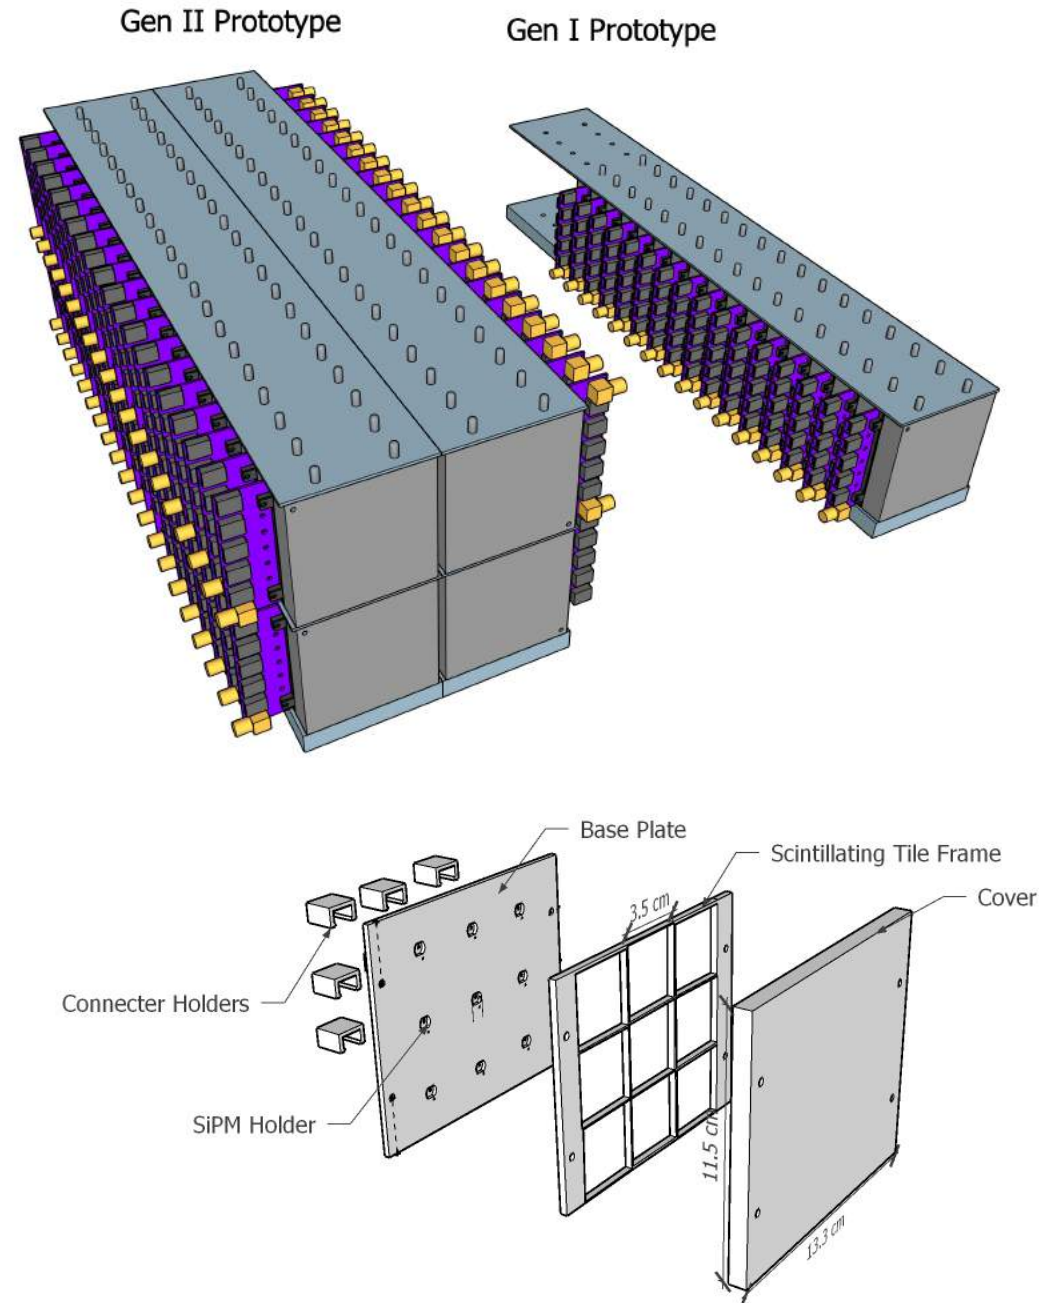 Gen II Prototype
Gen I Prototype
Base Plate
Scintillating Tile Frame
3.5 cm
Cover
Connecter Holders
SiPM Holder
11.5 cm
13.3 cm